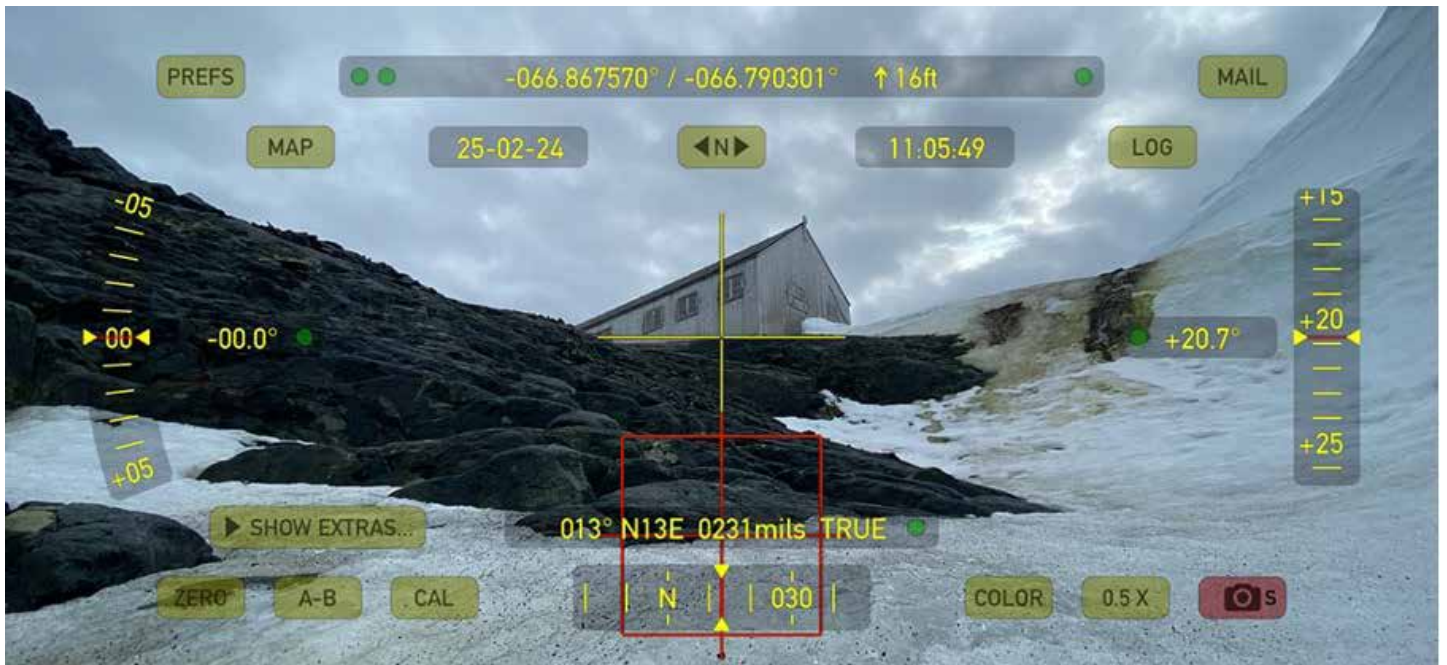 PREFS -066.867570° / -066.790301° ↑ 16ft MAIL
MAP 25-02-24 ◀N▶ 11:05:49 LOG
-05 +15
00 -00.0° +20 +20.7°
+05 +25
▶ SHOW EXTRAS... 013° N13E 0231mils TRUE
ZERO A-B CAL N 030 COLOR 0.5 X S